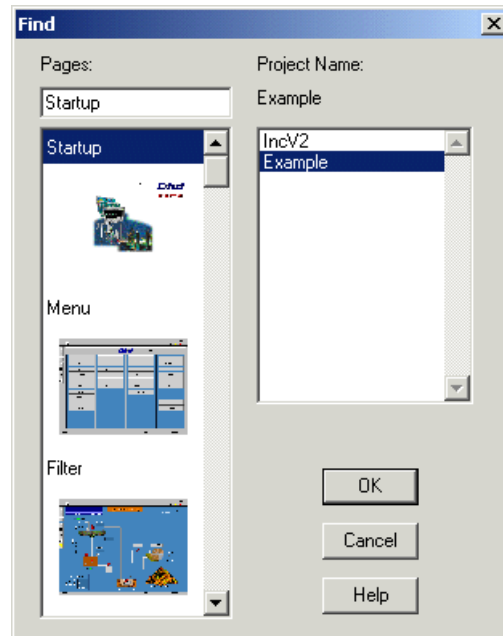 Find
Pages:
Startup
Startup
Menu
Filter
Project Name:
Example
IncV2
Example
OK
Cancel
Help